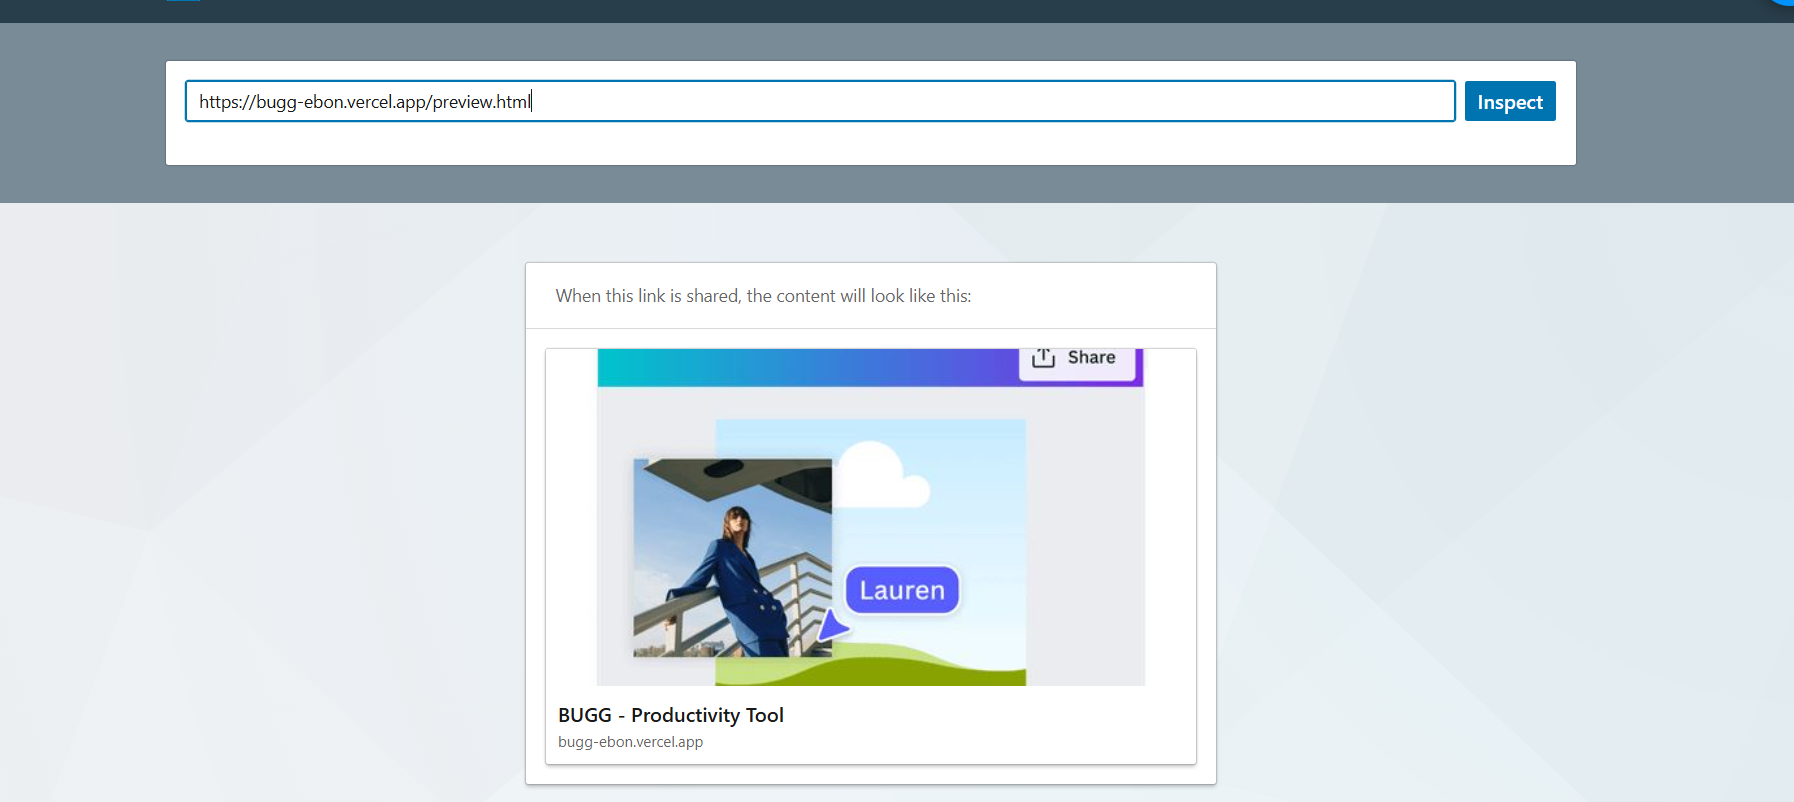 https://bugg-ebon.vercel.app/preview.html
Inspect
When this link is shared, the content will look like this:
Share
Lauren
BUGG - Productivity Tool
bugg-ebon.vercel.app